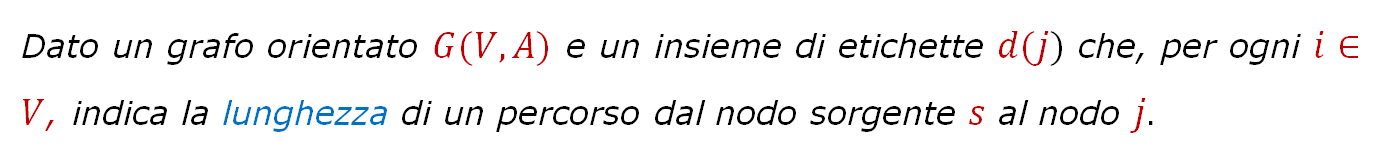 Dato un grafo orientato G(V, A) e un insieme di etichette d(j) che, per ogni i ∈
V, indica la lunghezza di un percorso dal nodo sorgente s al nodo j.